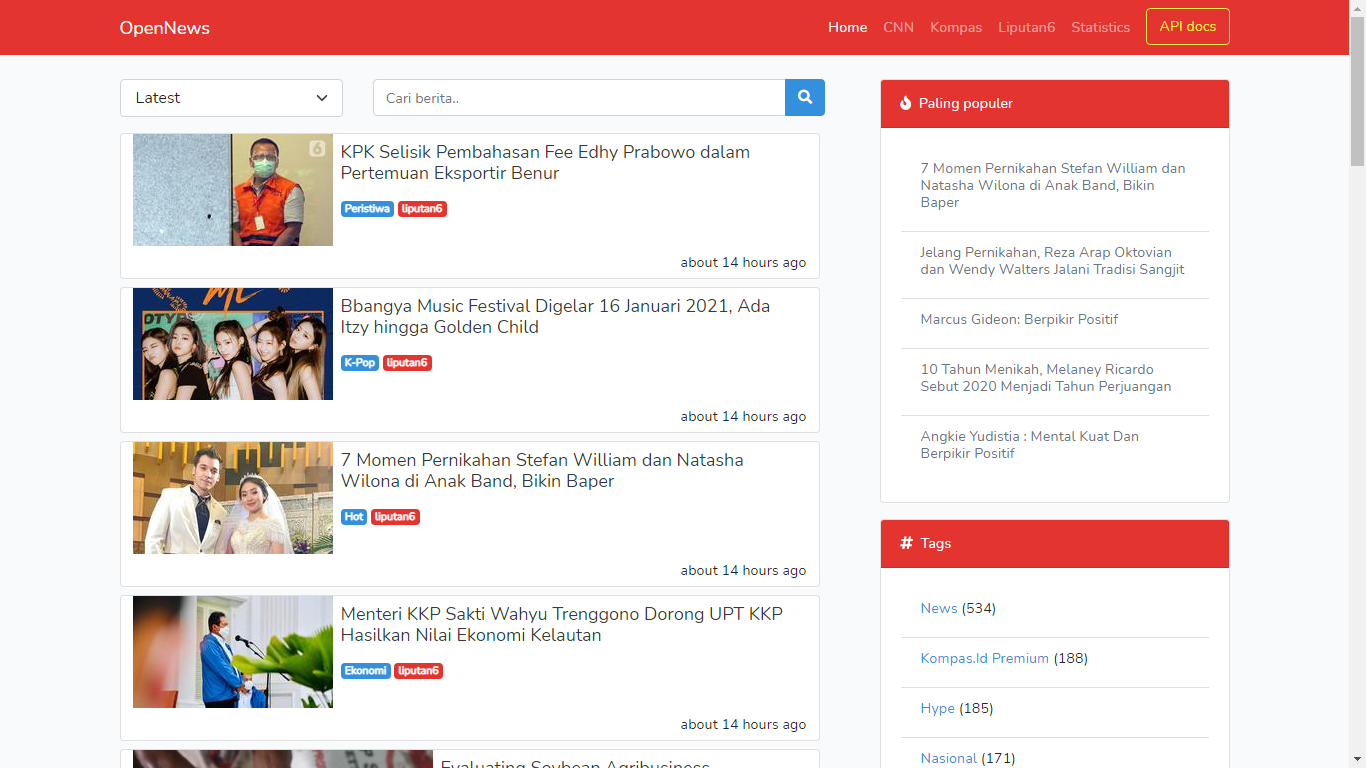 OpenNews
Home CNN Kompas Liputan6 Statistics API docs
Latest
Cari berita..
KPK Selisik Pembahasan Fee Edhy Prabowo dalam
Pertemuan Eksportir Benur
Peristiwa liputan6
about 14 hours ago
Bbangya Music Festival Digelar 16 Januari 2021, Ada
Itzy hingga Golden Child
K-Pop liputan6
about 14 hours ago
7 Momen Pernikahan Stefan William dan Natasha
Wilona di Anak Band, Bikin Baper
Hot liputan6
about 14 hours ago
Menteri KKP Sakti Wahyu Trenggono Dorong UPT KKP
Hasilkan Nilai Ekonomi Kelautan
Ekonomi liputan6
about 14 hours ago
Evaluating Soybean Agribusiness
Paling populer
7 Momen Pernikahan Stefan William dan
Natasha Wilona di Anak Band, Bikin
Baper
Jelang Pernikahan, Reza Arap Oktovian
dan Wendy Walters Jalani Tradisi Sangjit
Marcus Gideon: Berpikir Positif
10 Tahun Menikah, Melaney Ricardo
Sebut 2020 Menjadi Tahun Perjuangan
Angkie Yudistia : Mental Kuat Dan
Berpikir Positif
# Tags
News (534)
Kompas.Id Premium (188)
Hype (185)
Nasional (171)